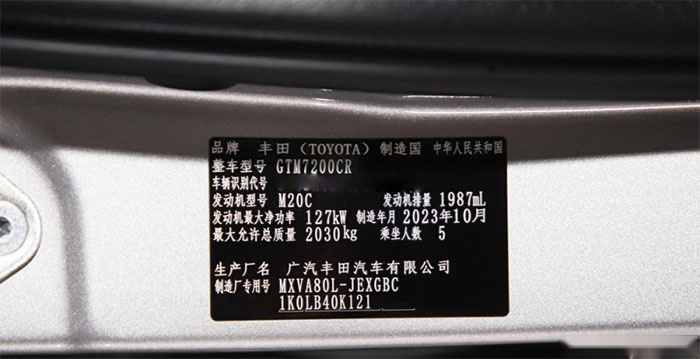 品牌 丰田（TOYOTA）制造国 中华人民共和国
整车型号 GTM7200CR
车辆识别代号
发动机型号 M20C 发动机排量 1987mL
发动机最大净功率 127kW 制造年月 2023年10月
最大允许总质量 2030kg 乘坐人数 5
生产厂名 广汽丰田汽车有限公司
制造厂专用号 MXVA80L-JEXGBC
1K0LB40K121